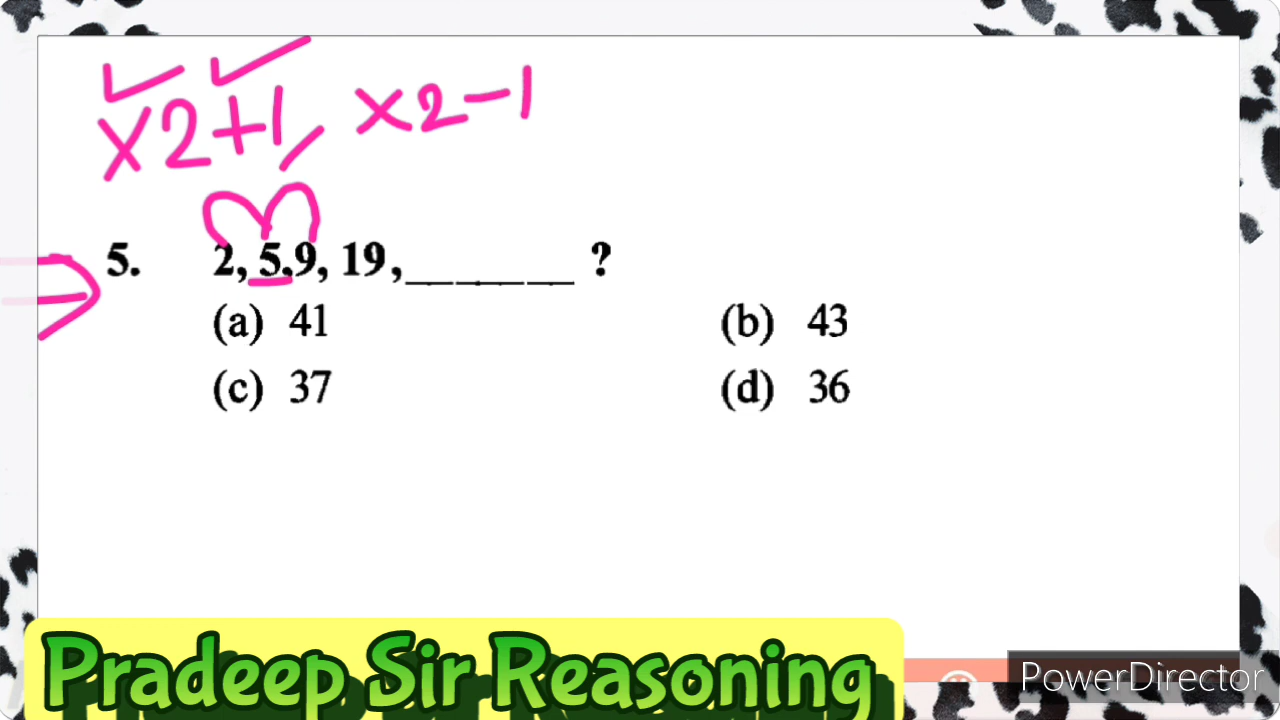 ×2+1, ×2-1
5. 2, 5.9, 19,______ ?
(a) 41 (b) 43
(c) 37 (d) 36
Pradeep Sir Reasoning
PowerDirector